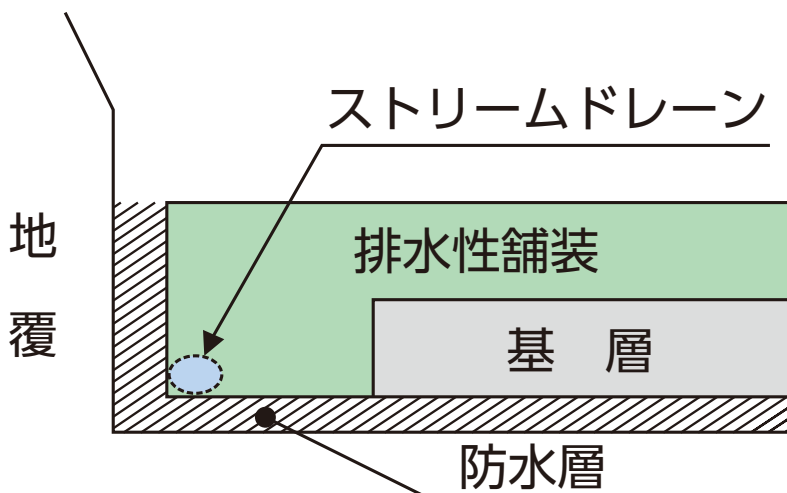 ストリームドレーン
排水性舗装
地覆
基層
防水層